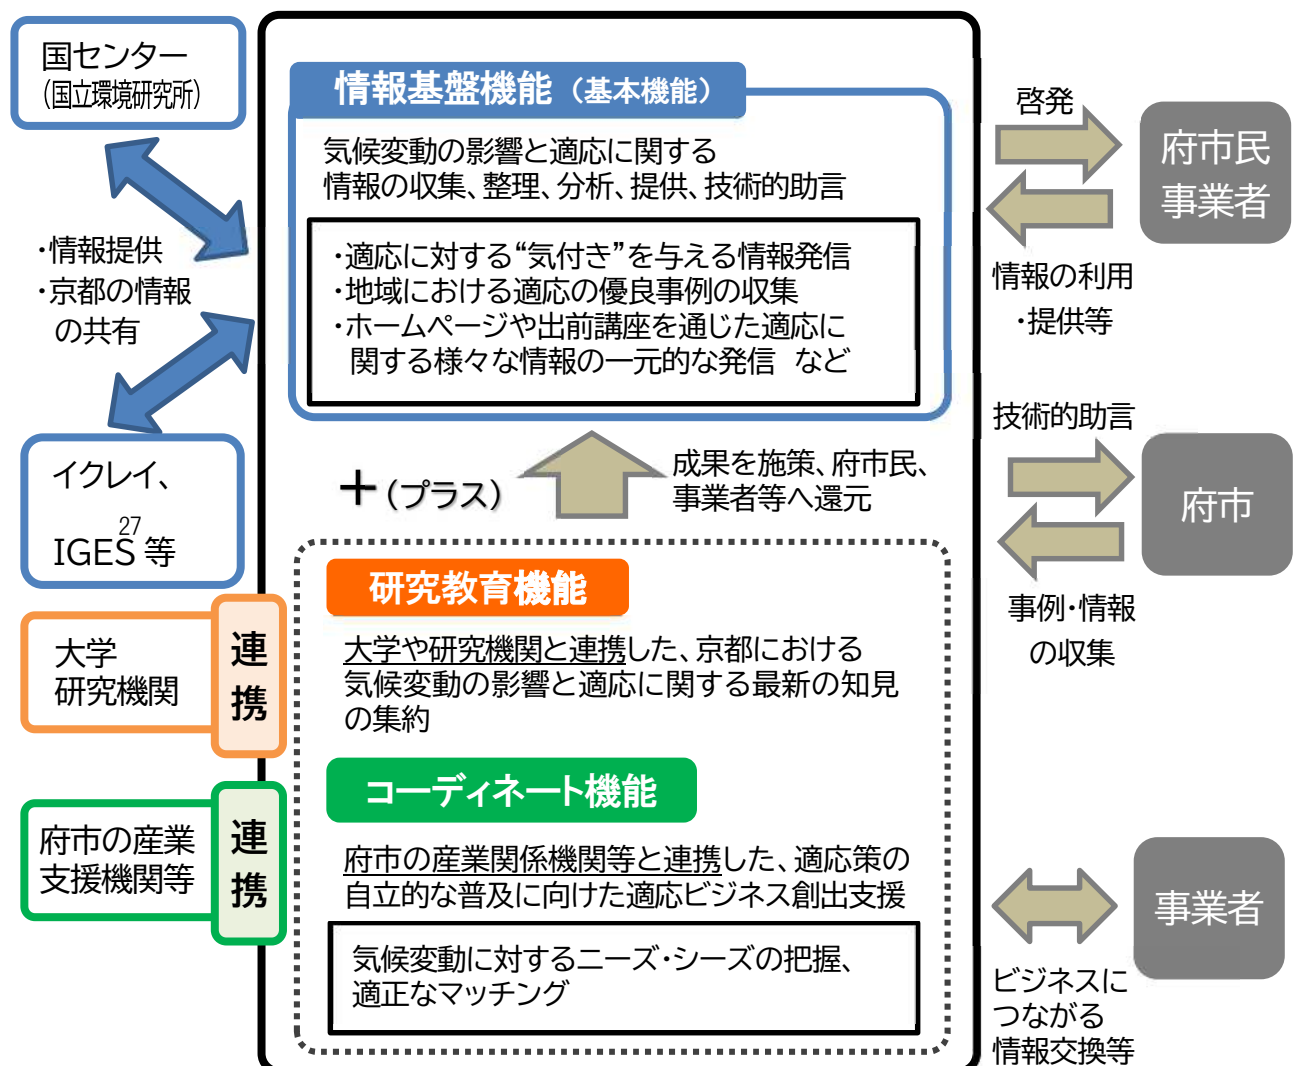 国センター
（国立環境研究所）
・情報提供
・京都の情報
の共有
イクレイ、
IGES27等
大学
研究機関
連携
府市の産業
支援機関等
連携
情報基盤機能（基本機能）
気候変動の影響と適応に関する
情報の収集、整理、分析、提供、技術的助言
・適応に対する“気付き”を与える情報発信
・地域における適応の優良事例の収集
・ホームページや出前講座を通じた適応に
関する様々な情報の一元的な発信 など
＋（プラス）
成果を施策、府市民、
事業者等へ還元
研究教育機能
大学や研究機関と連携した、京都における
気候変動の影響と適応に関する最新の知見
の集約
コーディネート機能
府市の産業関係機関等と連携した、適応策の
自立的な普及に向けた適応ビジネス創出支援
気候変動に対するニーズ・シーズの把握、
適正なマッチング
啓発
府市民
事業者
情報の利用
・提供等
技術的助言
府市
事例・情報
の収集
事業者
ビジネスに
つながる
情報交換等